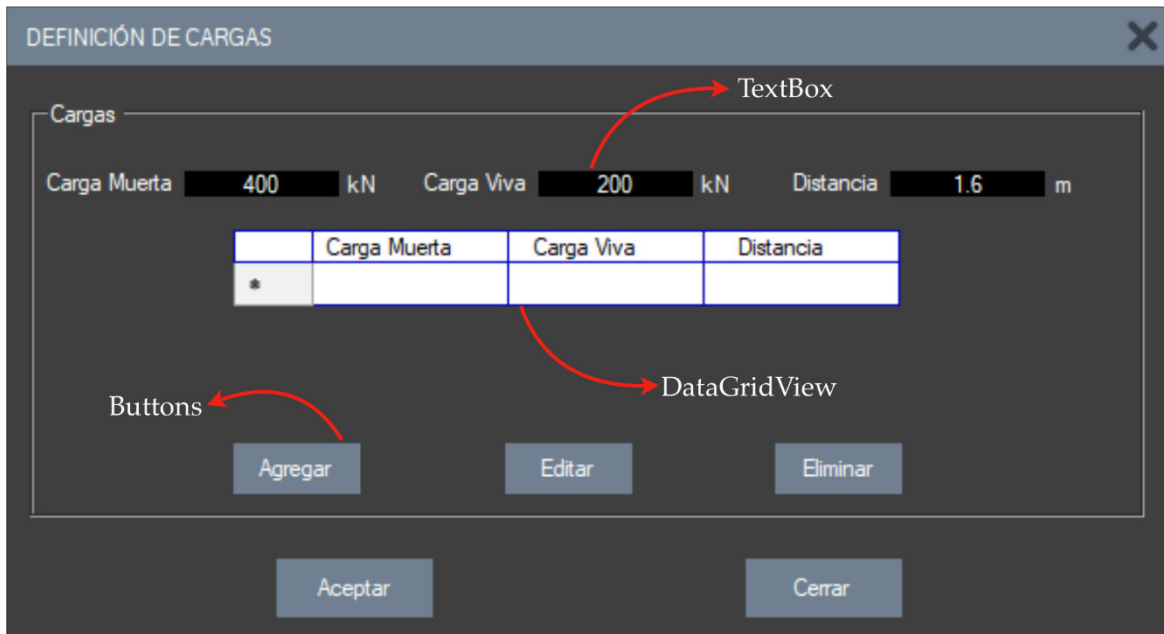 DEFINICIÓN DE CARGAS
TextBox
Cargas
Carga Muerta 400 kN Carga Viva 200 kN Distancia 1.6 m
Carga Muerta Carga Viva Distancia
*
DataGridView
Buttons
Agregar Editar Eliminar
Aceptar Cerrar